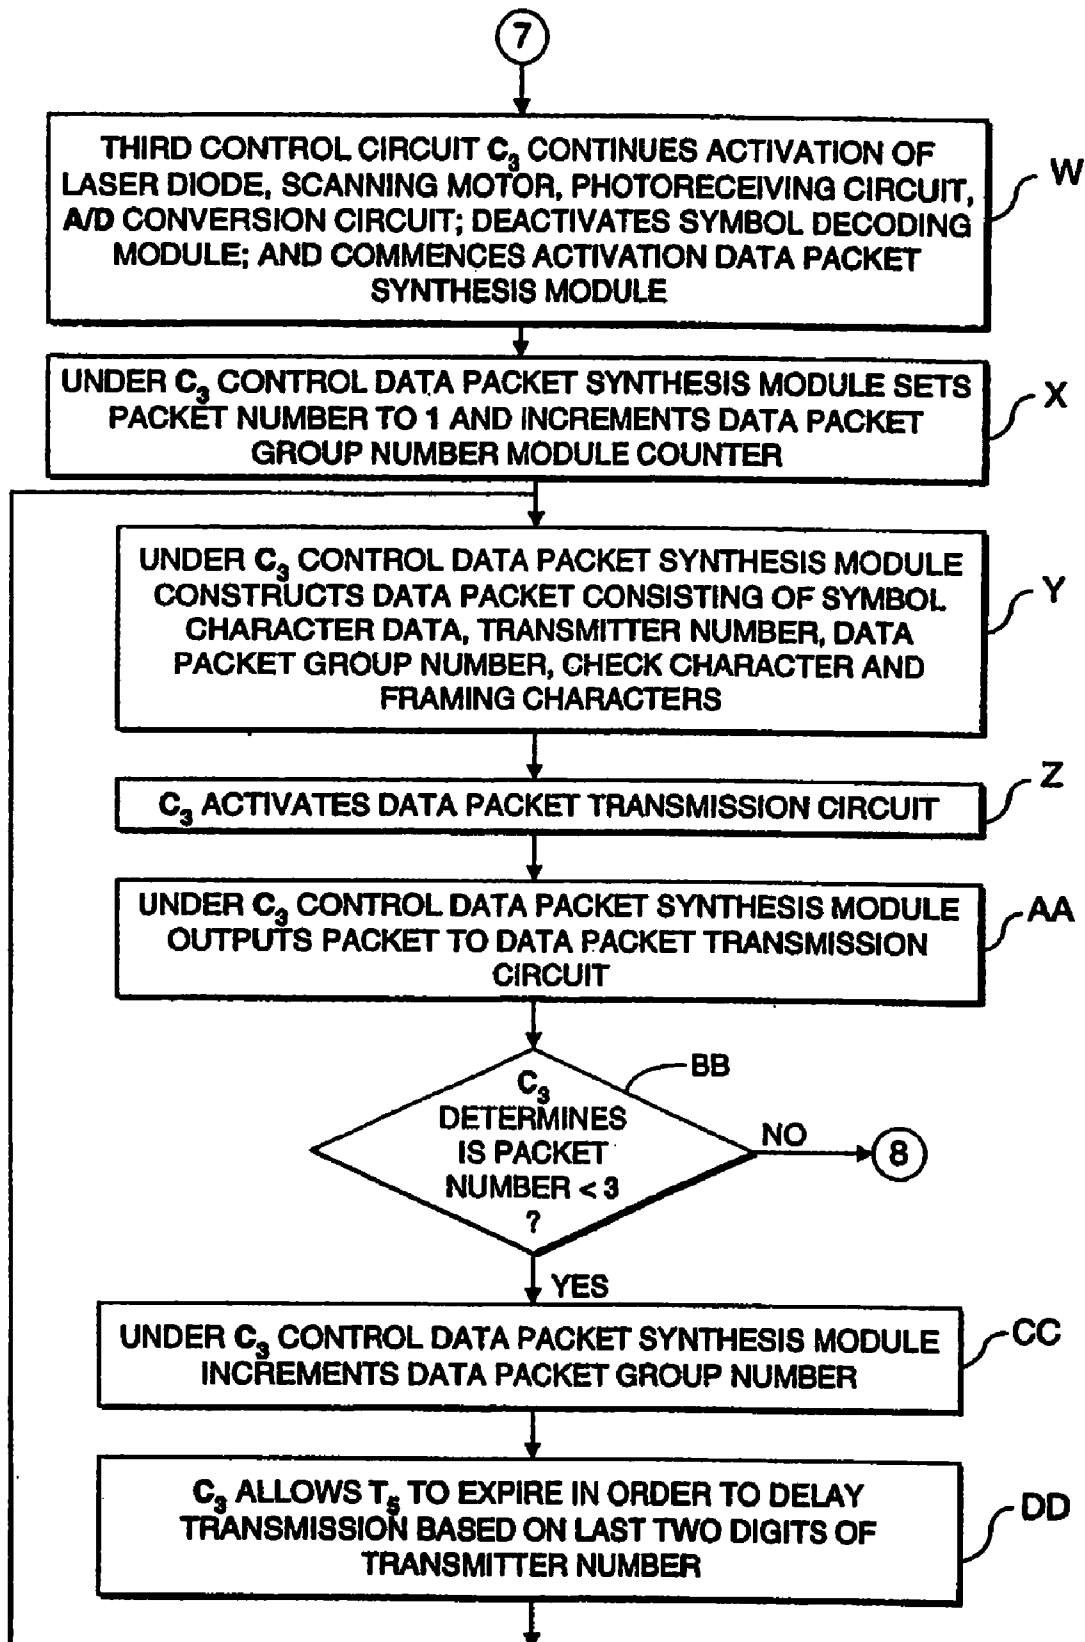 7
THIRD CONTROL CIRCUIT C3 CONTINUES ACTIVATION OF
LASER DIODE, SCANNING MOTOR, PHOTORECEIVING CIRCUIT,
A/D CONVERSION CIRCUIT; DEACTIVATES SYMBOL DECODING
MODULE; AND COMMENCES ACTIVATION DATA PACKET
SYNTHESIS MODULE
W
UNDER C3 CONTROL DATA PACKET SYNTHESIS MODULE SETS
PACKET NUMBER TO 1 AND INCREMENTS DATA PACKET
GROUP NUMBER MODULE COUNTER
X
UNDER C3 CONTROL DATA PACKET SYNTHESIS MODULE
CONSTRUCTS DATA PACKET CONSISTING OF SYMBOL
CHARACTER DATA, TRANSMITTER NUMBER, DATA
PACKET GROUP NUMBER, CHECK CHARACTER AND
FRAMING CHARACTERS
Y
C3 ACTIVATES DATA PACKET TRANSMISSION CIRCUIT
Z
UNDER C3 CONTROL DATA PACKET SYNTHESIS MODULE
OUTPUTS PACKET TO DATA PACKET TRANSMISSION
CIRCUIT
AA
C3
DETERMINES
IS PACKET
NUMBER < 3
?
BB
NO
8
YES
UNDER C3 CONTROL DATA PACKET SYNTHESIS MODULE
INCREMENTS DATA PACKET GROUP NUMBER
CC
C3 ALLOWS T5 TO EXPIRE IN ORDER TO DELAY
TRANSMISSION BASED ON LAST TWO DIGITS OF
TRANSMITTER NUMBER
DD